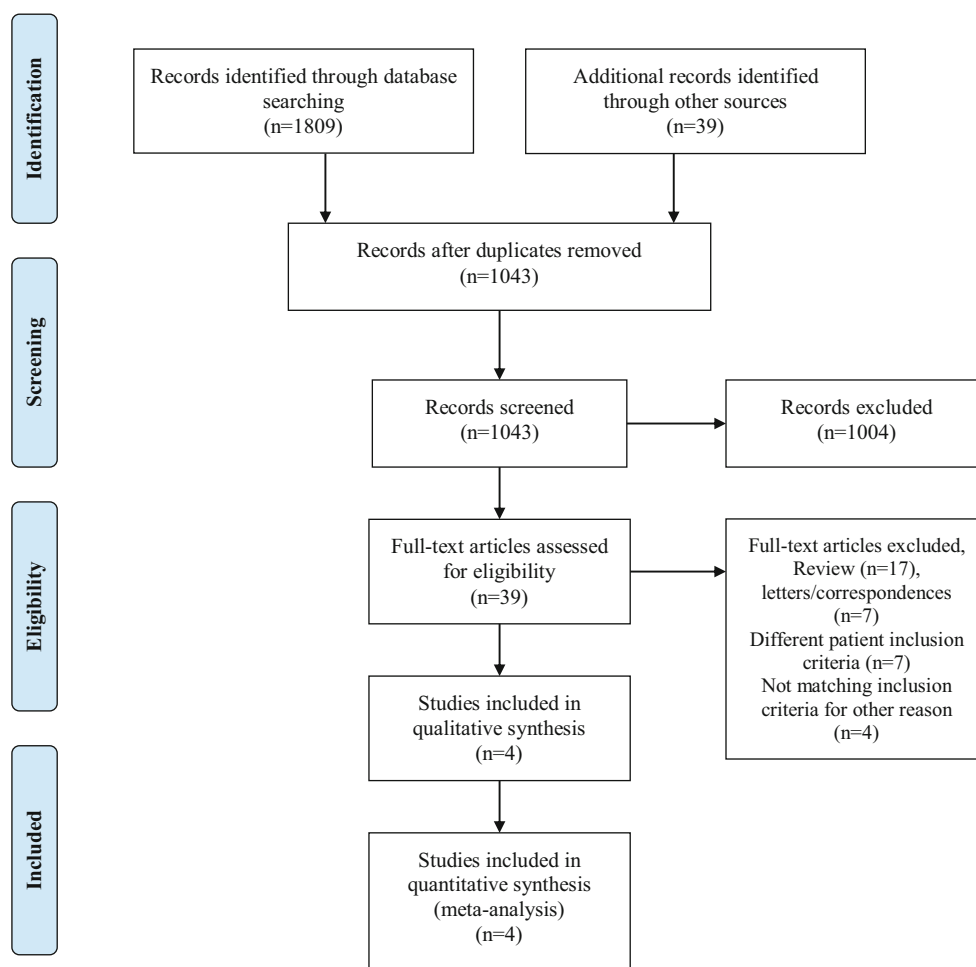 Identification
Records identified through database
searching
(n=1809)
Additional records identified
through other sources
(n=39)
Records after duplicates removed
(n=1043)
Screening
Records screened
(n=1043)
Records excluded
(n=1004)
Eligibility
Full-text articles assessed
for eligibility
(n=39)
Full-text articles excluded,
Review (n=17),
letters/correspondences
(n=7)
Different patient inclusion
criteria (n=7)
Not matching inclusion
criteria for other reason
(n=4)
Studies included in
qualitative synthesis
(n=4)
Included
Studies included in
quantitative synthesis
(meta-analysis)
(n=4)